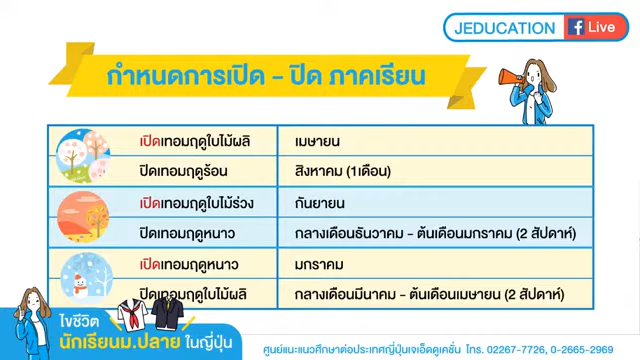 JEDUCATION f Live
กำหนดการเปิด - ปิด ภาคเรียน
เปิดเทอมฤดูใบไม้ผลิ เมษายน
ปิดเทอมฤดูร้อน สิงหาคม (1เดือน)
เปิดเทอมฤดูใบไม้ร่วง กันยายน
ปิดเทอมฤดูหนาว กลางเดือนธันวาคม - ต้นเดือนมกราคม (2 สัปดาห์)
เปิดเทอมฤดูหนาว มกราคม
ปิดเทอมฤดูใบไม้ผลิ กลางเดือนมีนาคม - ต้นเดือนเมษายน (2 สัปดาห์)
ไขชีวิต
นักเรียนม.ปลาย ในญี่ปุ่น
ศูนย์แนะแนวศึกษาต่อประเทศญี่ปุ่นเจเอ็ดดูเคชั่น โทร. 02267-7726, 0-2665-2969